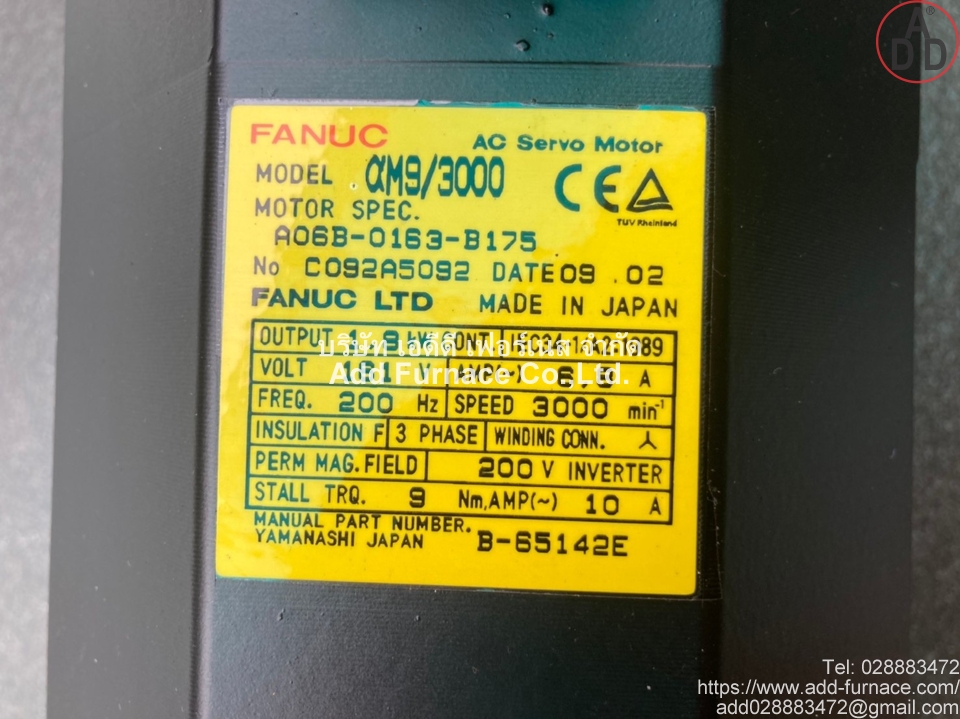 ADD
®
FANUC AC Servo Motor
MODEL αM9/3000 CE
TÜV Rheinland
MOTOR SPEC.
A06B-0163-B175
No C092A5092 DATE 09 . 02
FANUC LTD MADE IN JAPAN
OUTPUT kW
บริษัท เอดีดี เฟอร์เนส จำกัด
VOLT V A
Add Furnace Co.,Ltd.
FREQ. 200 Hz SPEED 3000 min⁻¹
INSULATION F 3 PHASE WINDING CONN.
PERM MAG. FIELD 200 V INVERTER
STALL TRQ. 9 Nm, AMP(~) 10 A
MANUAL PART NUMBER.
YAMANASHI JAPAN B-65142E
Tel: 028883472
https://www.add-furnace.com/
add028883472@gmail.com